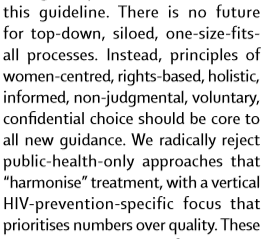 this guideline. There is no future
for top-down, siloed, one-size-fits-
all processes. Instead, principles of
women-centred, rights-based, holistic,
informed, non-judgmental, voluntary,
confidential choice should be core to
all new guidance. We radically reject
public-health-only approaches that
“harmonise” treatment, with a vertical
HIV-prevention-specific focus that
prioritises numbers over quality. These